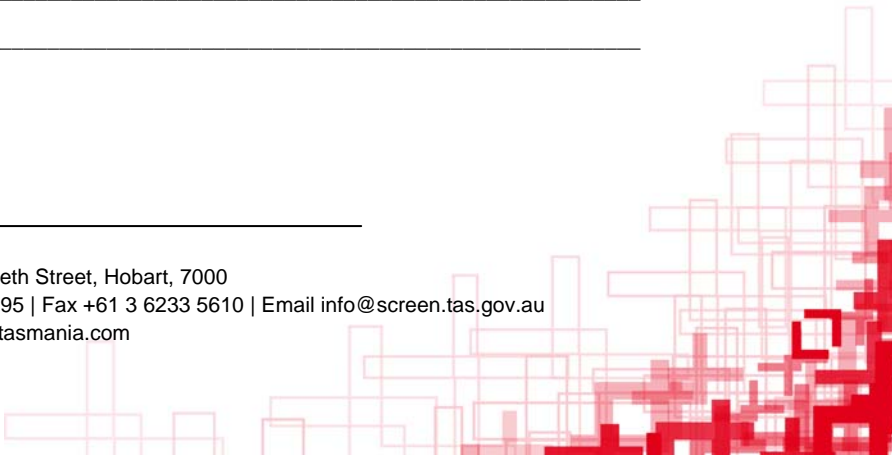 eth Street, Hobart, 7000
95 | Fax +61 3 6233 5610 | Email info@screen.tas.gov.au
tasmania.com